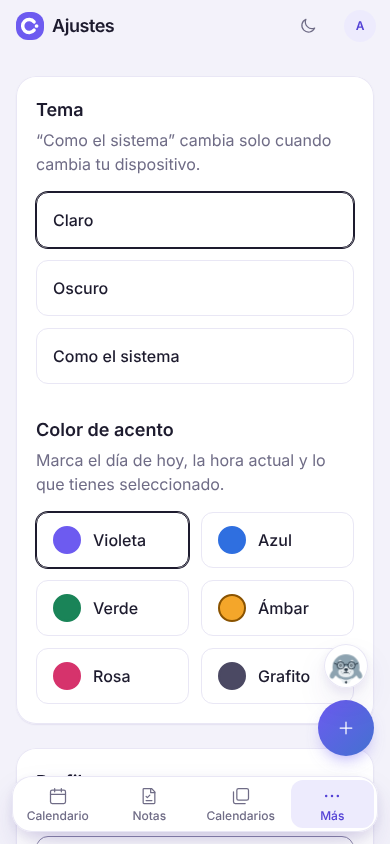 Ajustes
A
Tema
“Como el sistema” cambia solo cuando
cambia tu dispositivo.
Claro
Oscuro
Como el sistema
Color de acento
Marca el día de hoy, la hora actual y lo
que tienes seleccionado.
Violeta
Azul
Verde
Ámbar
Rosa
Grafito
Calendario
Notas
Calendarios
Más